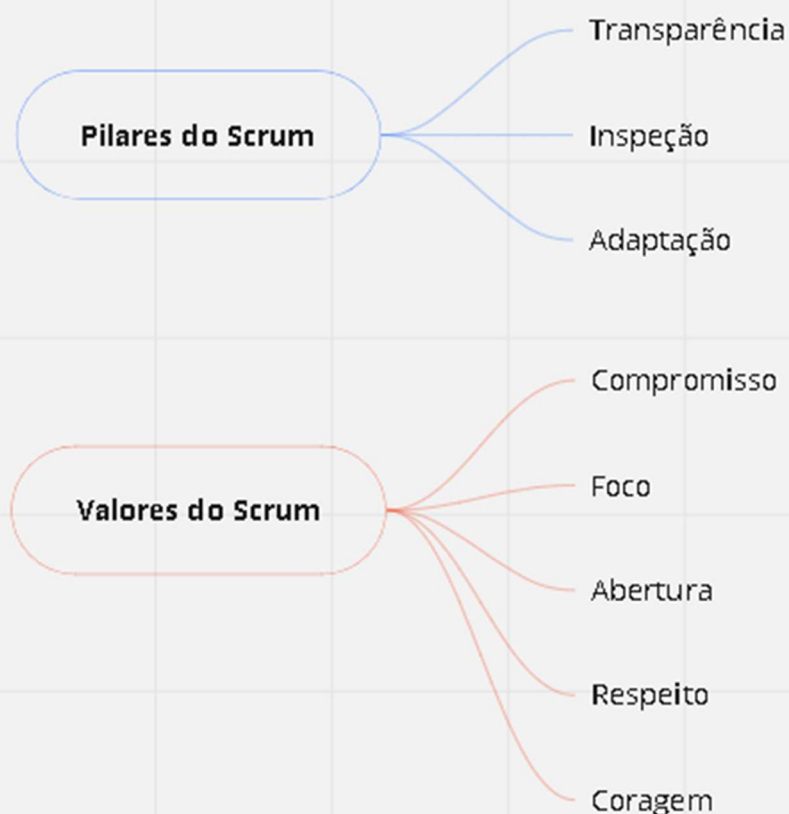 Pilares do Scrum
Transparência
Inspeção
Adaptação
Valores do Scrum
Compromisso
Foco
Abertura
Respeito
Coragem